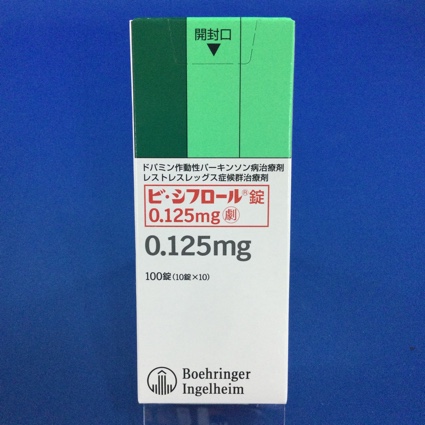 開封口
▼
ドパミン作動性パーキンソン病治療剤
レストレスレッグス症候群治療剤
ビ・シフロール®錠
0.125mg 劇
0.125mg
100錠(10錠×10)
Boehringer
Ingelheim